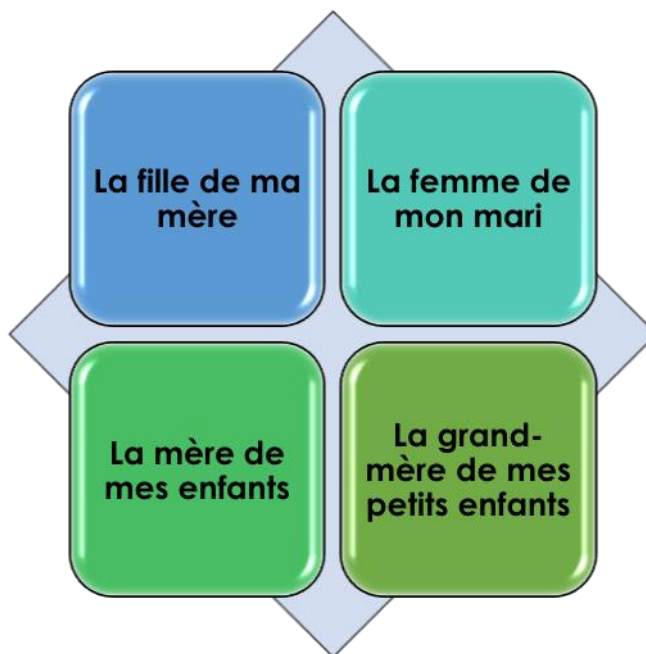 La fille de ma
mère
La femme de
mon mari
La mère de
mes enfants
La grand-
mère de mes
petits enfants